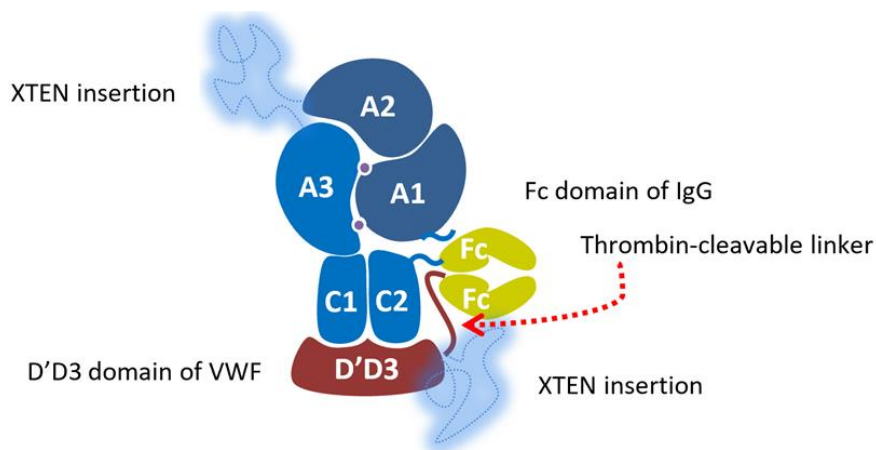 XTEN insertion
A2
A3
A1
Fc domain of IgG
Fc
Thrombin-cleavable linker
Fc
C1
C2
D'D3 domain of VWF
D'D3
XTEN insertion